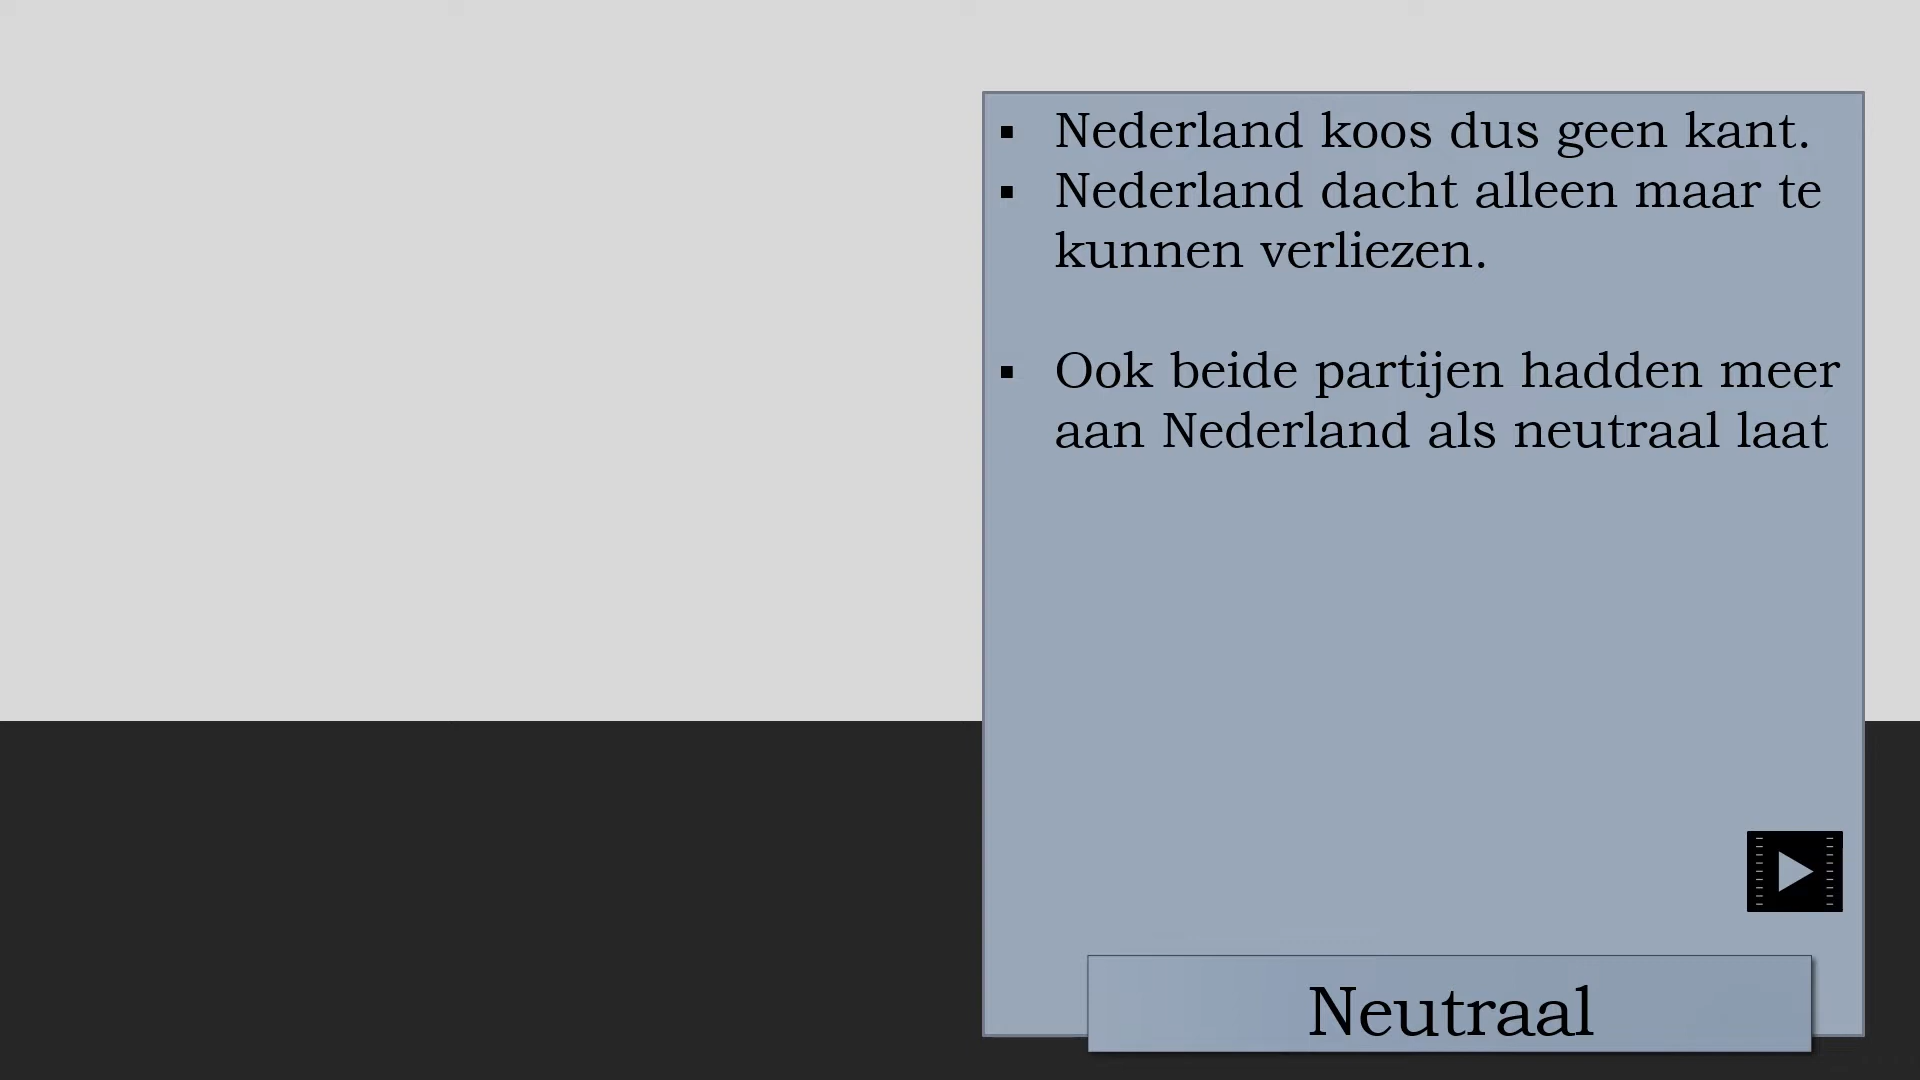 ▪ Nederland koos dus geen kant.
▪ Nederland dacht alleen maar te
kunnen verliezen.
▪ Ook beide partijen hadden meer
aan Nederland als neutraal laat
Neutraal